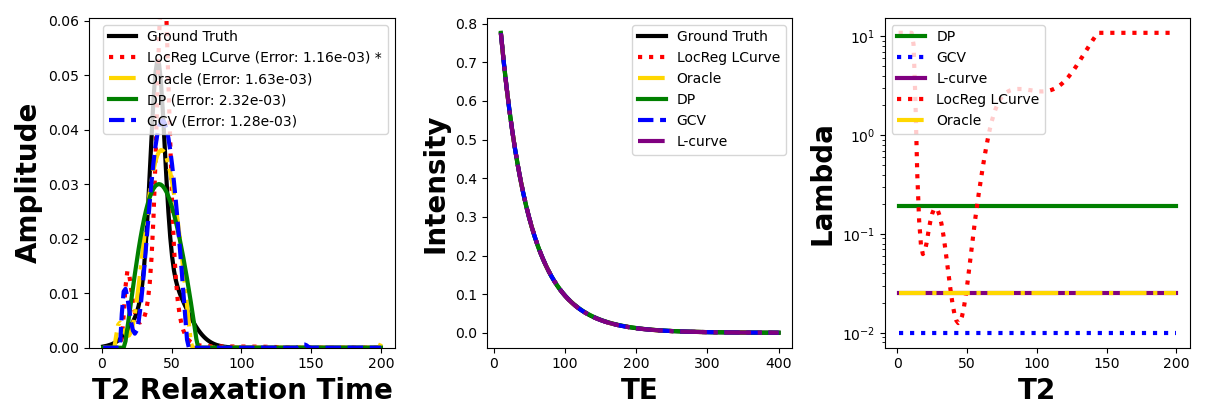 Amplitude
0.06
0.05
0.04
0.03
0.02
0.01
0.00
Ground Truth
LocReg LCurve (Error: 1.16e-03) *
Oracle (Error: 1.63e-03)
DP (Error: 2.32e-03)
GCV (Error: 1.28e-03)
0 50 100 150 200
T2 Relaxation Time
Intensity
0.8
0.7
0.6
0.5
0.4
0.3
0.2
0.1
0.0
Ground Truth
LocReg LCurve
Oracle
DP
GCV
L-curve
0 100 200 300 400
TE
Lambda
10¹
10⁰
10⁻¹
10⁻²
DP
GCV
L-curve
LocReg LCurve
Oracle
0 50 100 150 200
T2